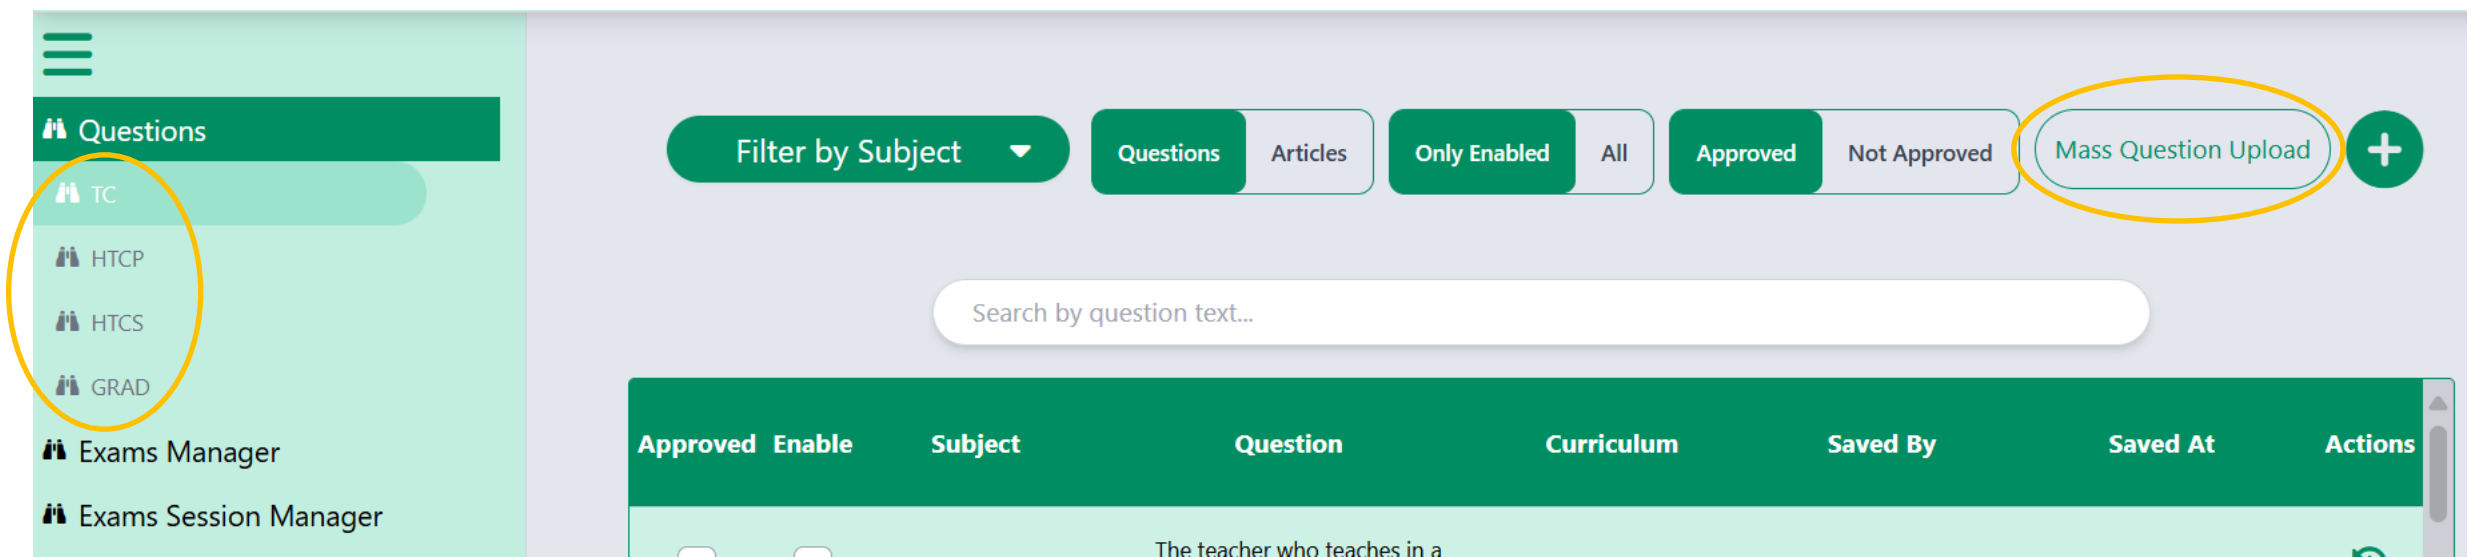 Questions
TC
HTCP
HTCS
GRAD
Exams Manager
Exams Session Manager
Filter by Subject
Questions Articles
Only Enabled All
Approved Not Approved
Mass Question Upload
Search by question text...
Approved Enable Subject Question Curriculum Saved By Saved At Actions
The teacher who teaches in a